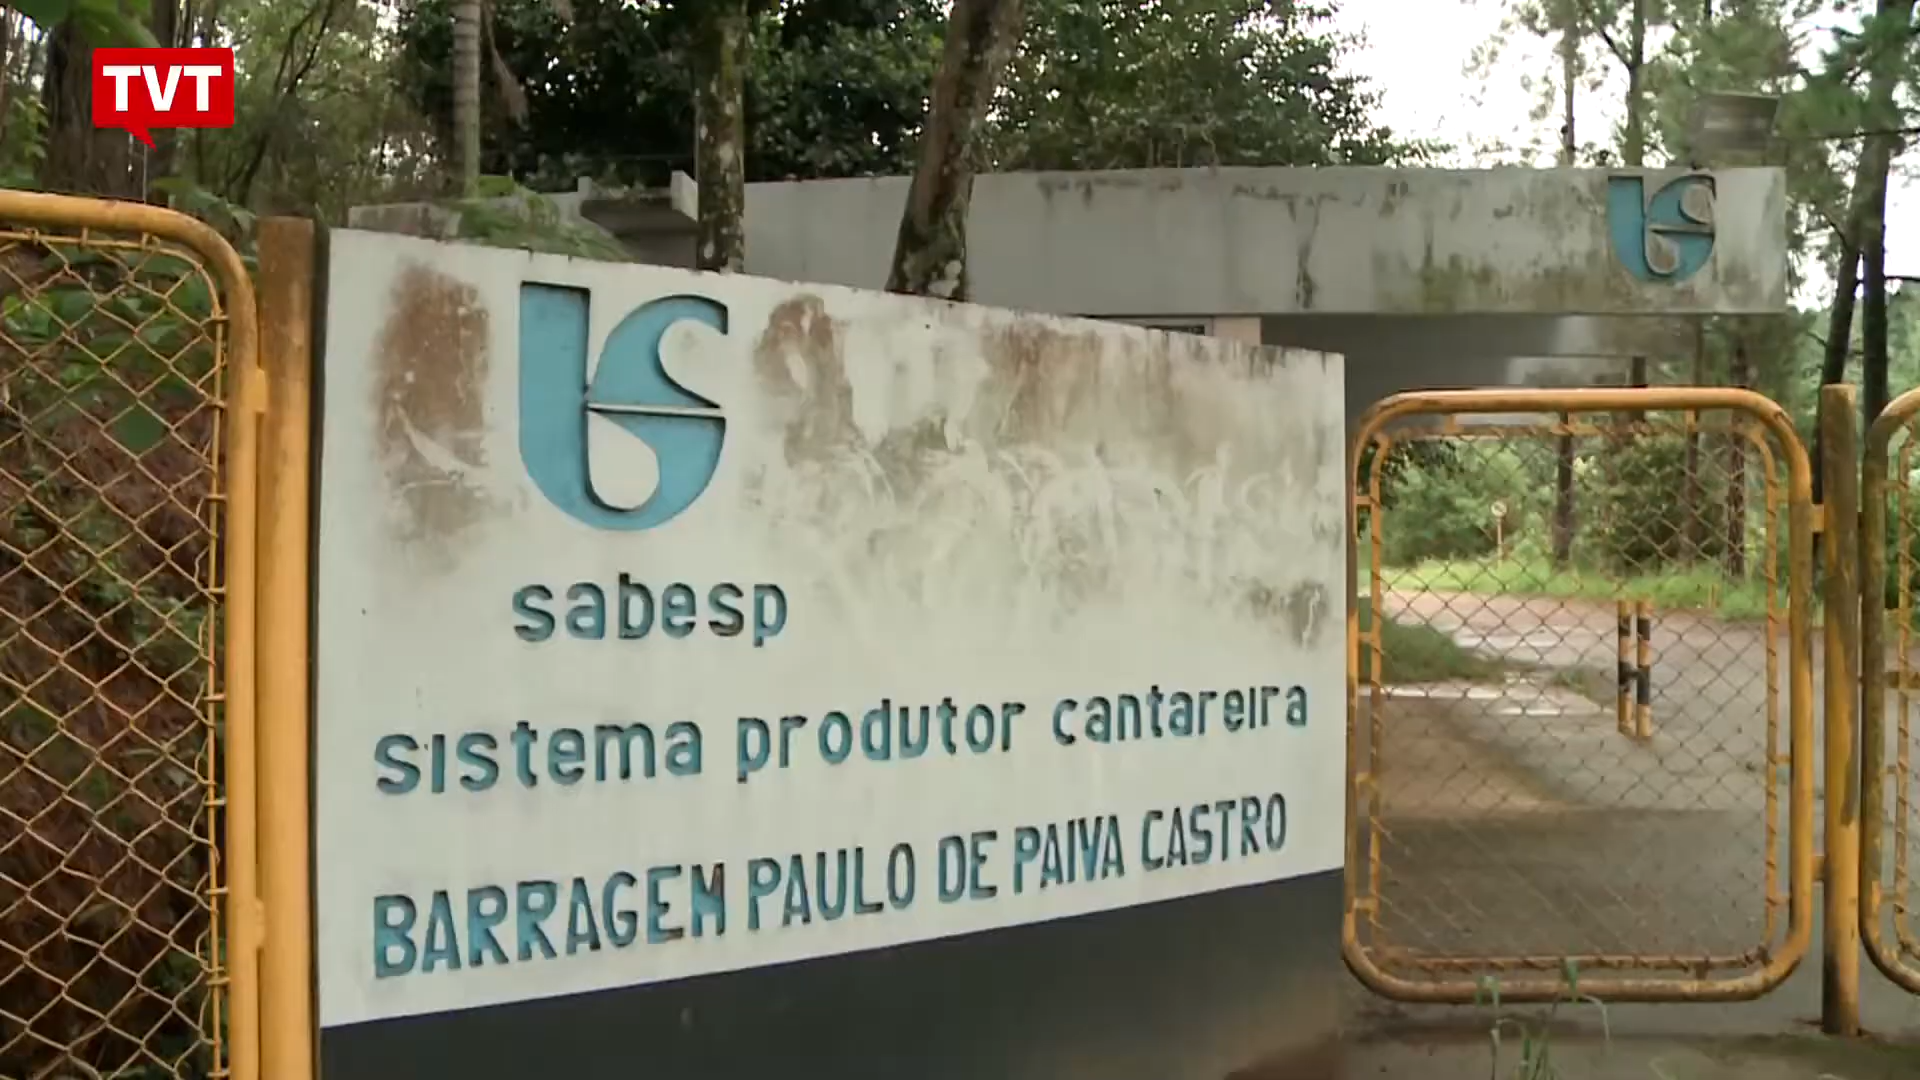 TVT
sabesp
sistema produtor cantareira
BARRAGEM PAULO DE PAIVA CASTRO